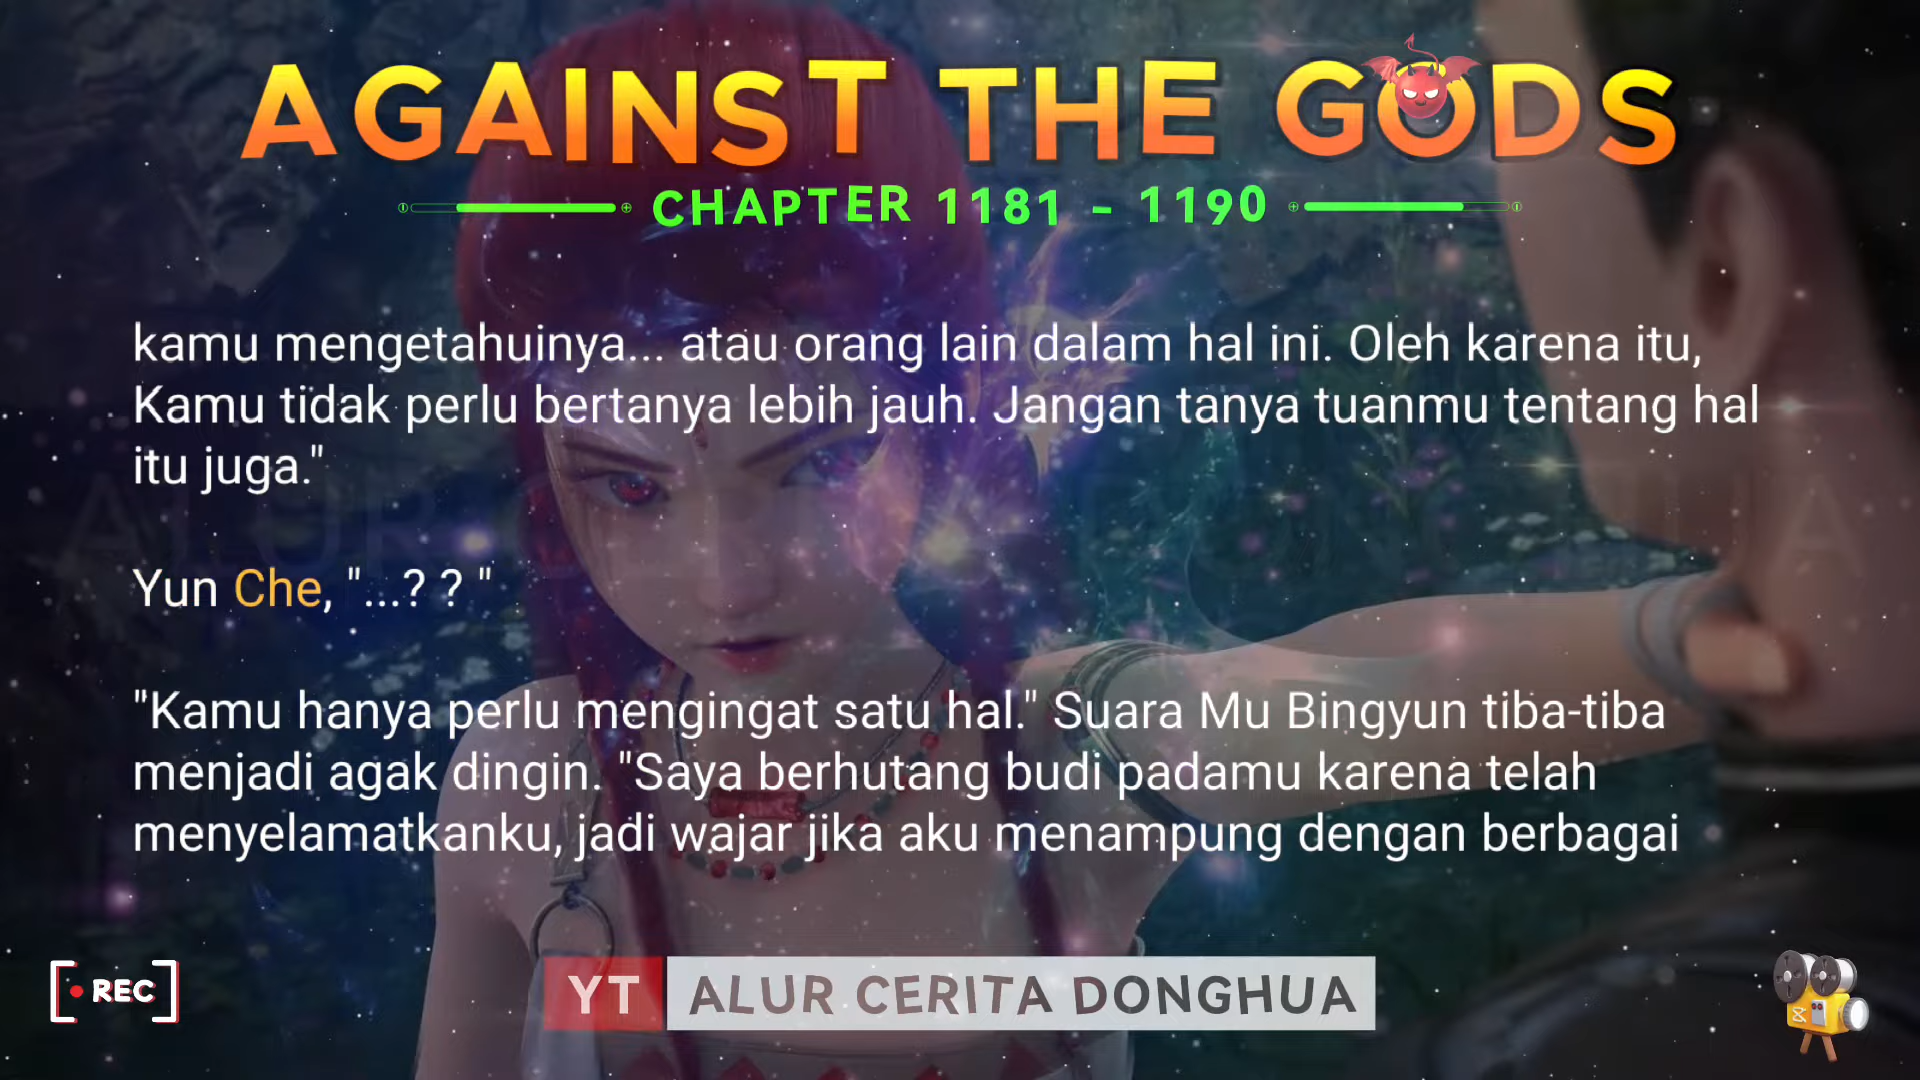 AGAINST THE GODS
CHAPTER 1181 - 1190
kamu mengetahuinya... atau orang lain dalam hal ini. Oleh karena itu,
Kamu tidak perlu bertanya lebih jauh. Jangan tanya tuanmu tentang hal
itu juga."
Yun Che, "...? ? "
"Kamu hanya perlu mengingat satu hal." Suara Mu Bingyun tiba-tiba
menjadi agak dingin. "Saya berhutang budi padamu karena telah
menyelamatkanku, jadi wajar jika aku menampung dengan berbagai
REC
YT ALUR CERITA DONGHUA